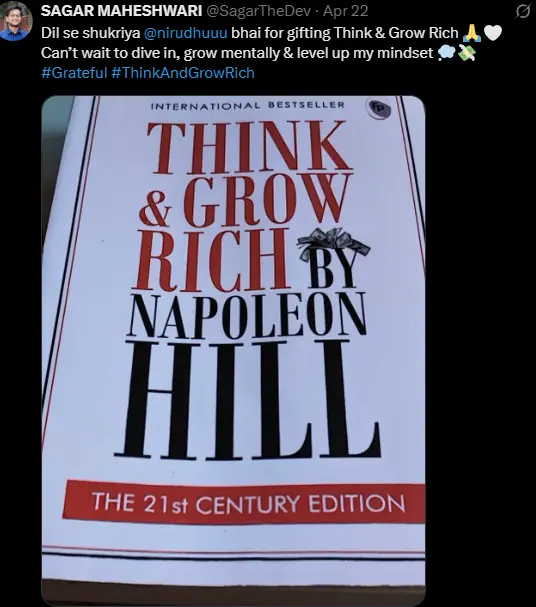 SAGAR MAHESHWARI @SagarTheDev · Apr 22
Dil se shukriya @nirudhuuu bhai for gifting Think & Grow Rich 🙏🤍
Can’t wait to dive in, grow mentally & level up my mindset 💭💸
#Grateful #ThinkAndGrowRich
INTERNATIONAL BESTSELLER
FP
THINK
& GROW
RICH BY
NAPOLEON
HILL
THE 21st CENTURY EDITION